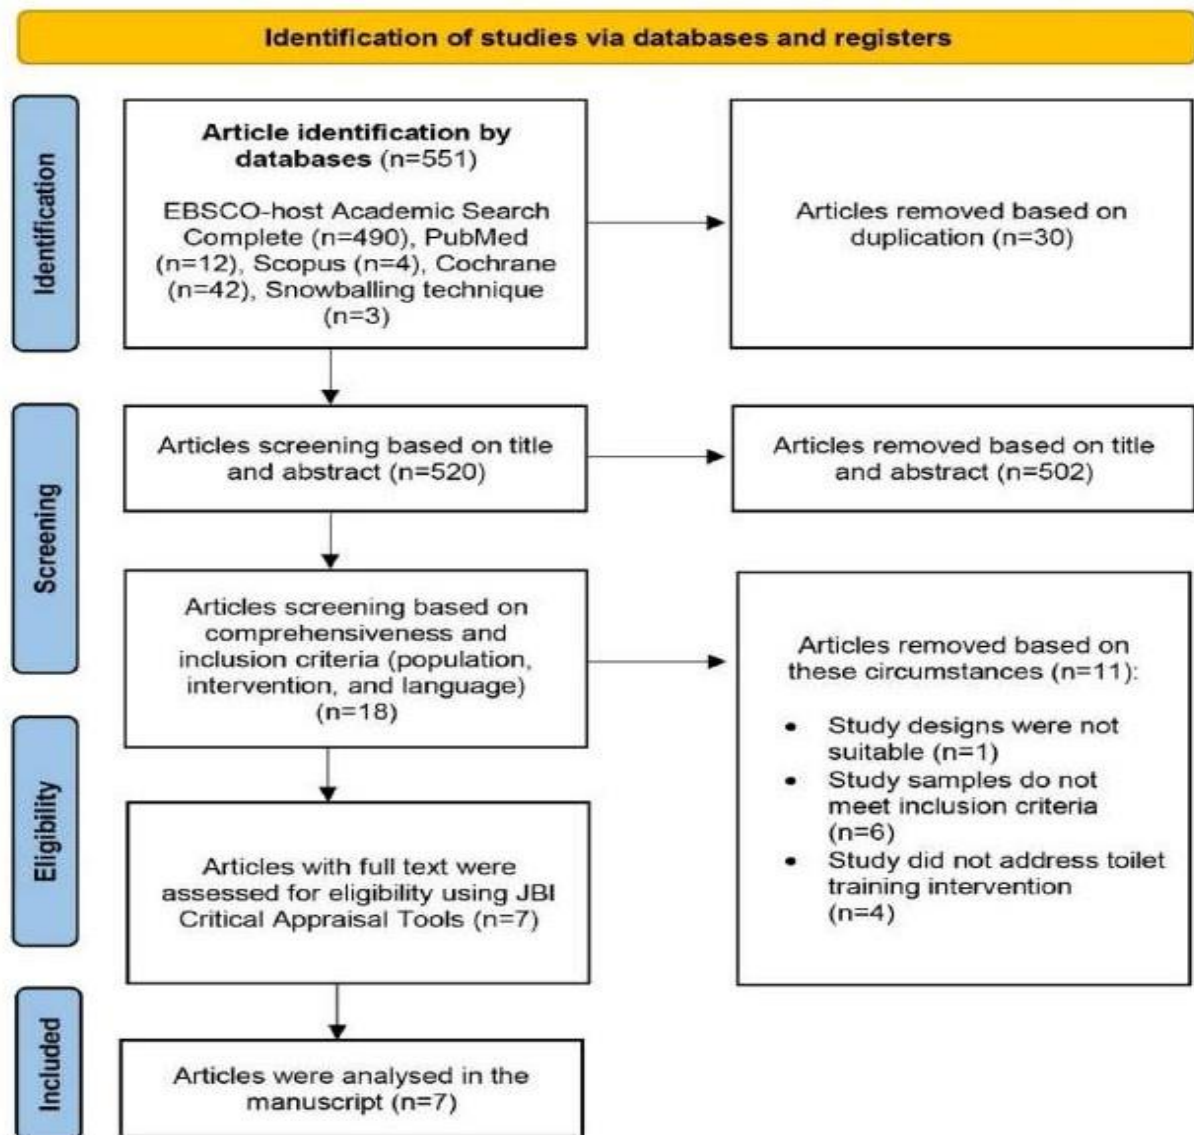 Identification of studies via databases and registers
Identification
Article identification by
databases (n=551)
EBSCO-host Academic Search
Complete (n=490), PubMed
(n=12), Scopus (n=4), Cochrane
(n=42), Snowballing technique
(n=3)
Articles removed based on
duplication (n=30)
Screening
Articles screening based on title
and abstract (n=520)
Articles removed based on title
and abstract (n=502)
Articles screening based on
comprehensiveness and
inclusion criteria (population,
intervention, and language)
(n=18)
Articles removed based on
these circumstances (n=11):
• Study designs were not
suitable (n=1)
• Study samples do not
meet inclusion criteria
(n=6)
• Study did not address toilet
training intervention
(n=4)
Eligibility
Articles with full text were
assessed for eligibility using JBI
Critical Appraisal Tools (n=7)
Included
Articles were analysed in the
manuscript (n=7)